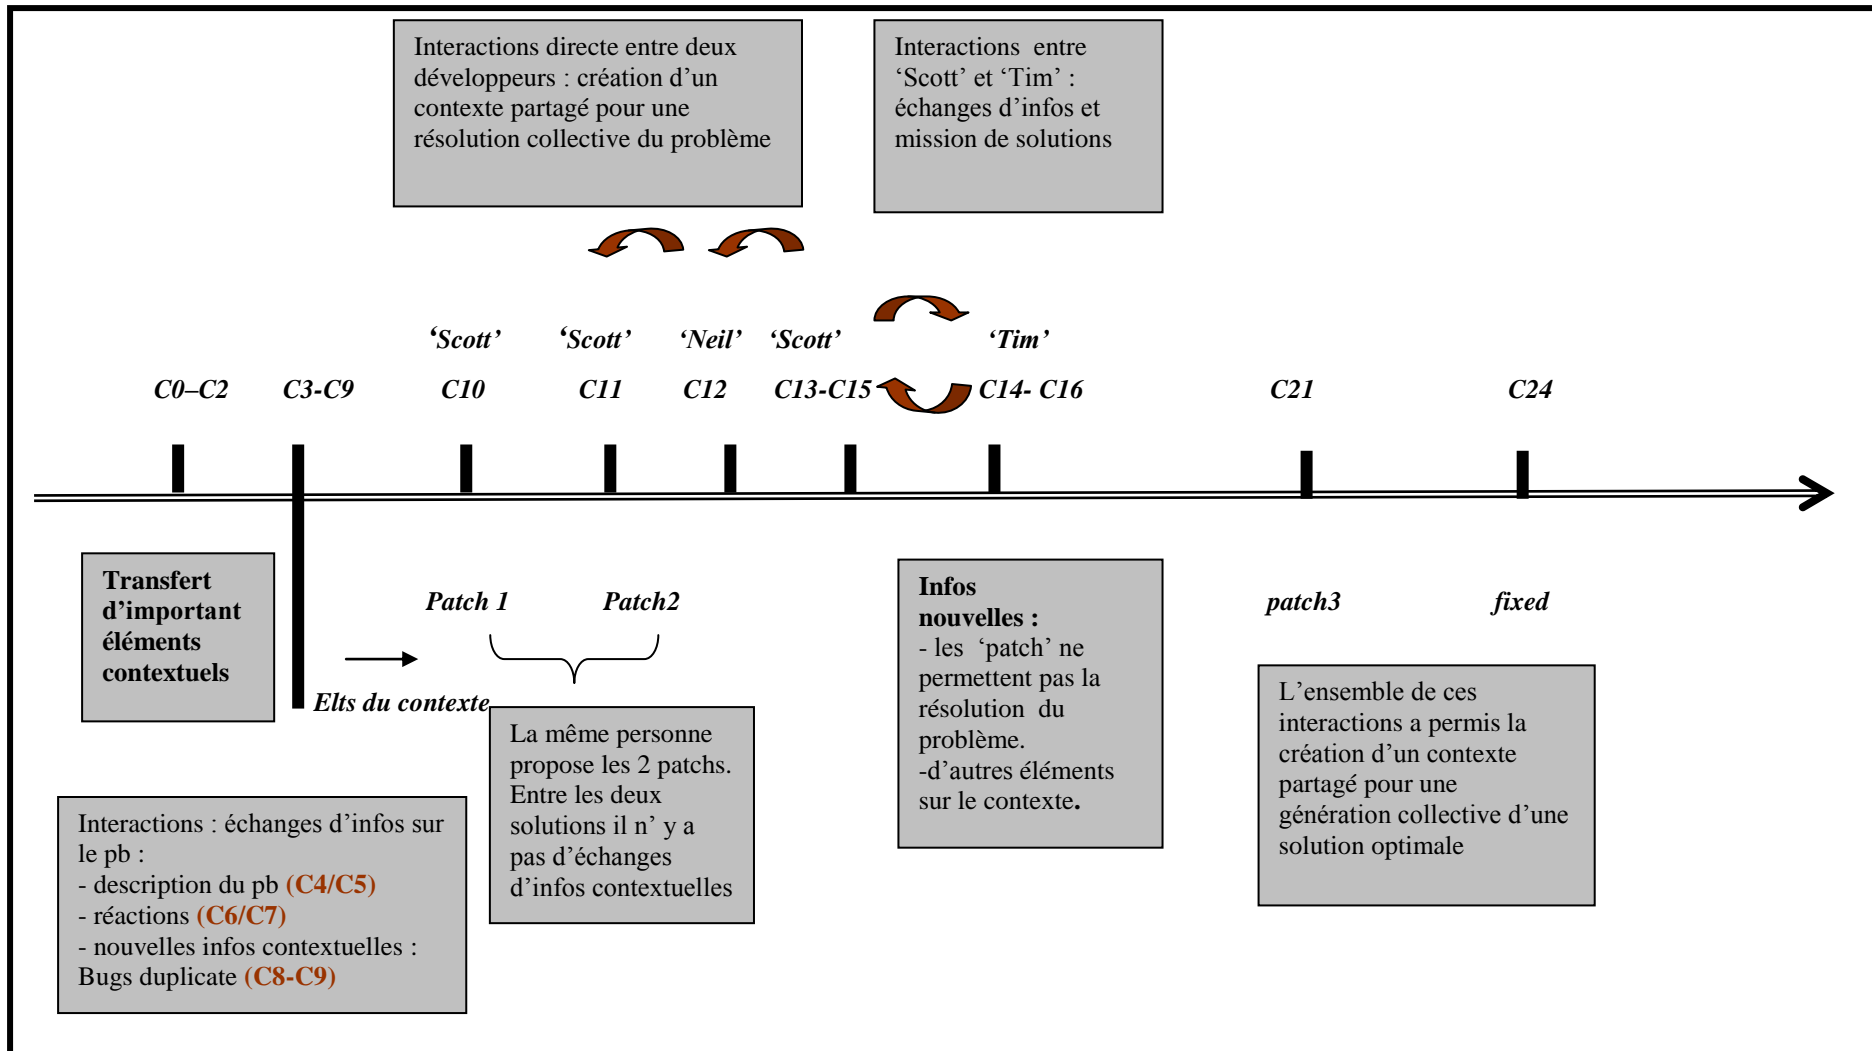 Interactions directe entre deux
développeurs : création d’un
contexte partagé pour une
résolution collective du problème
Interactions entre
‘Scott’ et ‘Tim’ :
échanges d’infos et
mission de solutions
‘Scott’ ‘Scott’ ‘Neil’ ‘Scott’ ‘Tim’
C0–C2 C3-C9 C10 C11 C12 C13-C15 C14- C16 C21 C24
Transfert
d’important
éléments
contextuels
Patch 1 Patch2
Elts du contexte
Infos
nouvelles :
- les ‘patch’ ne
permettent pas la
résolution du
problème.
-d’autres éléments
sur le contexte.
patch3 fixed
La même personne
propose les 2 patchs.
Entre les deux
solutions il n’ y a
pas d’échanges
d’infos contextuelles
L’ensemble de ces
interactions a permis la
création d’un contexte
partagé pour une
génération collective d’une
solution optimale
Interactions : échanges d’infos sur
le pb :
- description du pb (C4/C5)
- réactions (C6/C7)
- nouvelles infos contextuelles :
Bugs duplicate (C8-C9)